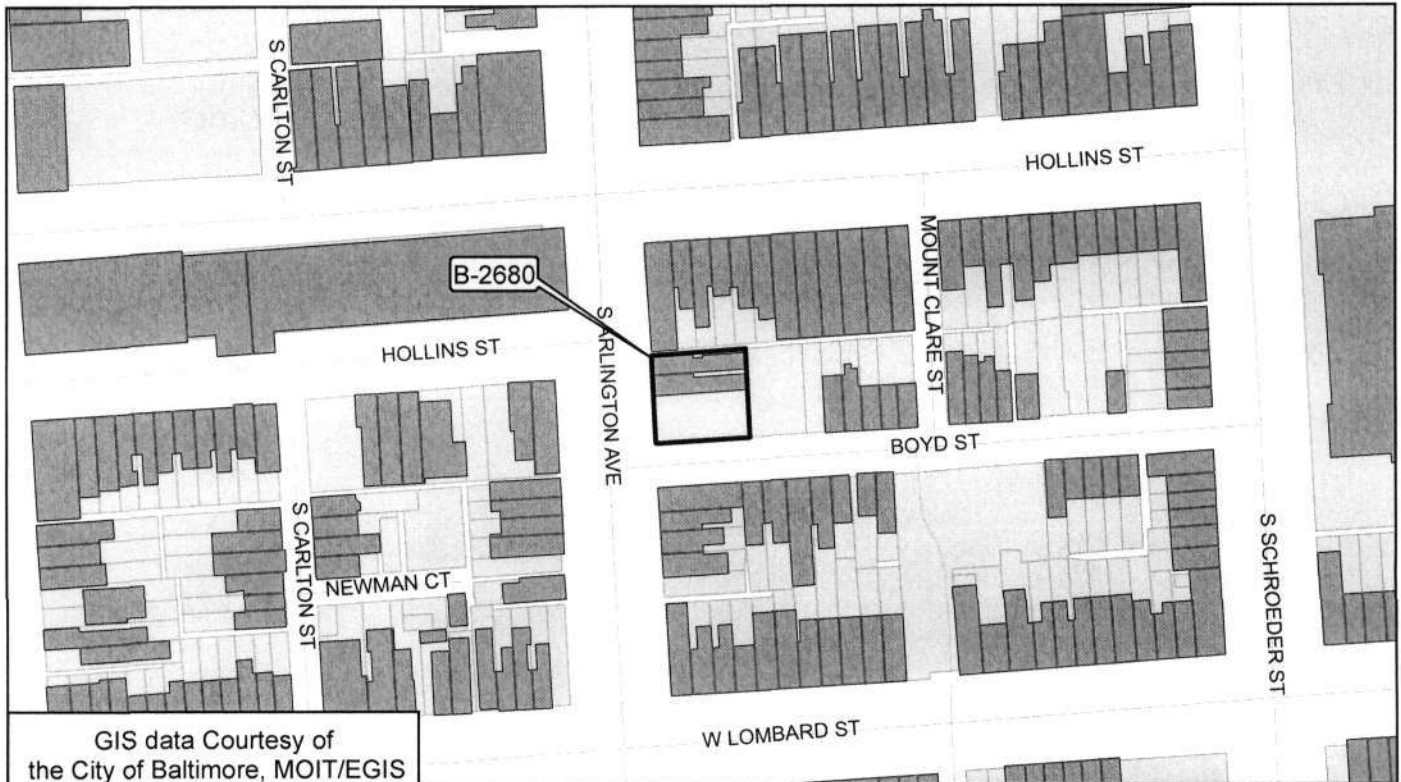 S CARLTON ST
HOLLINS ST
B-2680
MOUNT CLARE ST
S ARLINGTON AVE
HOLLINS ST
BOYD ST
S CARLTON ST
NEWMAN CT
S SCHROEDER ST
W LOMBARD ST
GIS data Courtesy of
the City of Baltimore, MOIT/EGIS